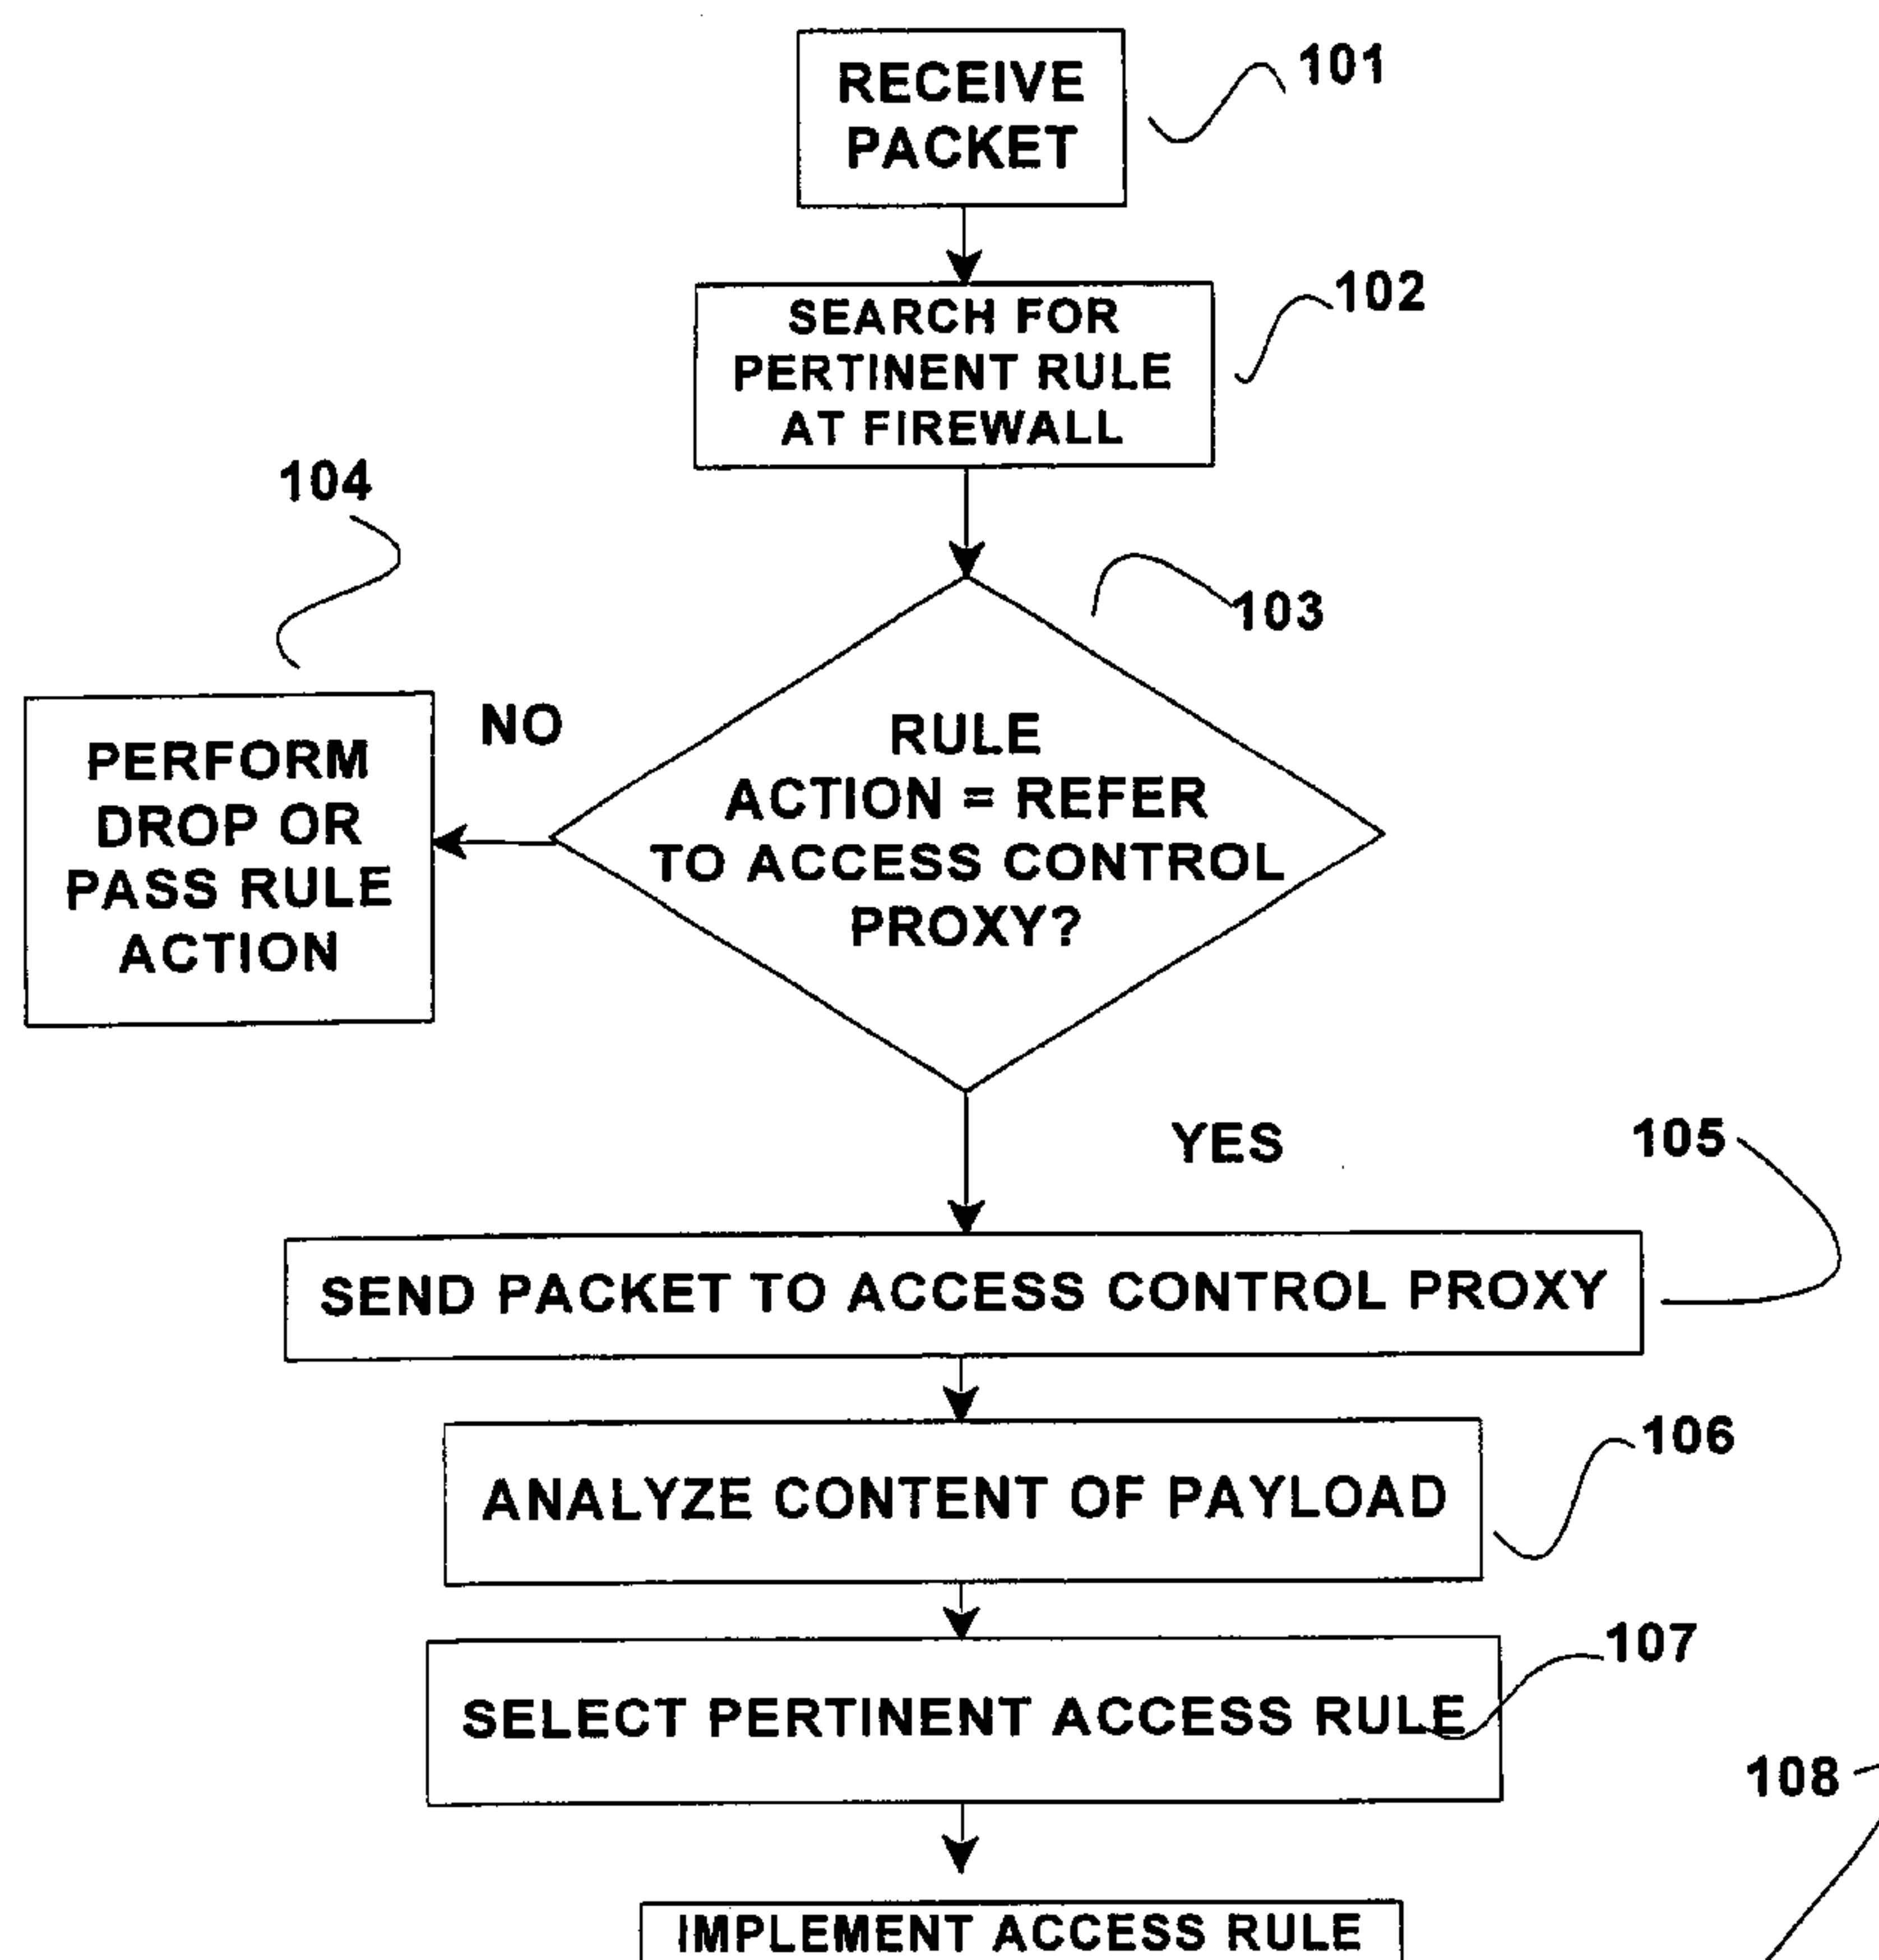 RECEIVE
PACKET
101
SEARCH FOR
PERTINENT RULE
AT FIREWALL
102
104
103
RULE
ACTION = REFER
TO ACCESS CONTROL
PROXY?
NO
PERFORM
DROP OR
PASS RULE
ACTION
YES
105
SEND PACKET TO ACCESS CONTROL PROXY
106
ANALYZE CONTENT OF PAYLOAD
107
SELECT PERTINENT ACCESS RULE
108
IMPLEMENT ACCESS RULE